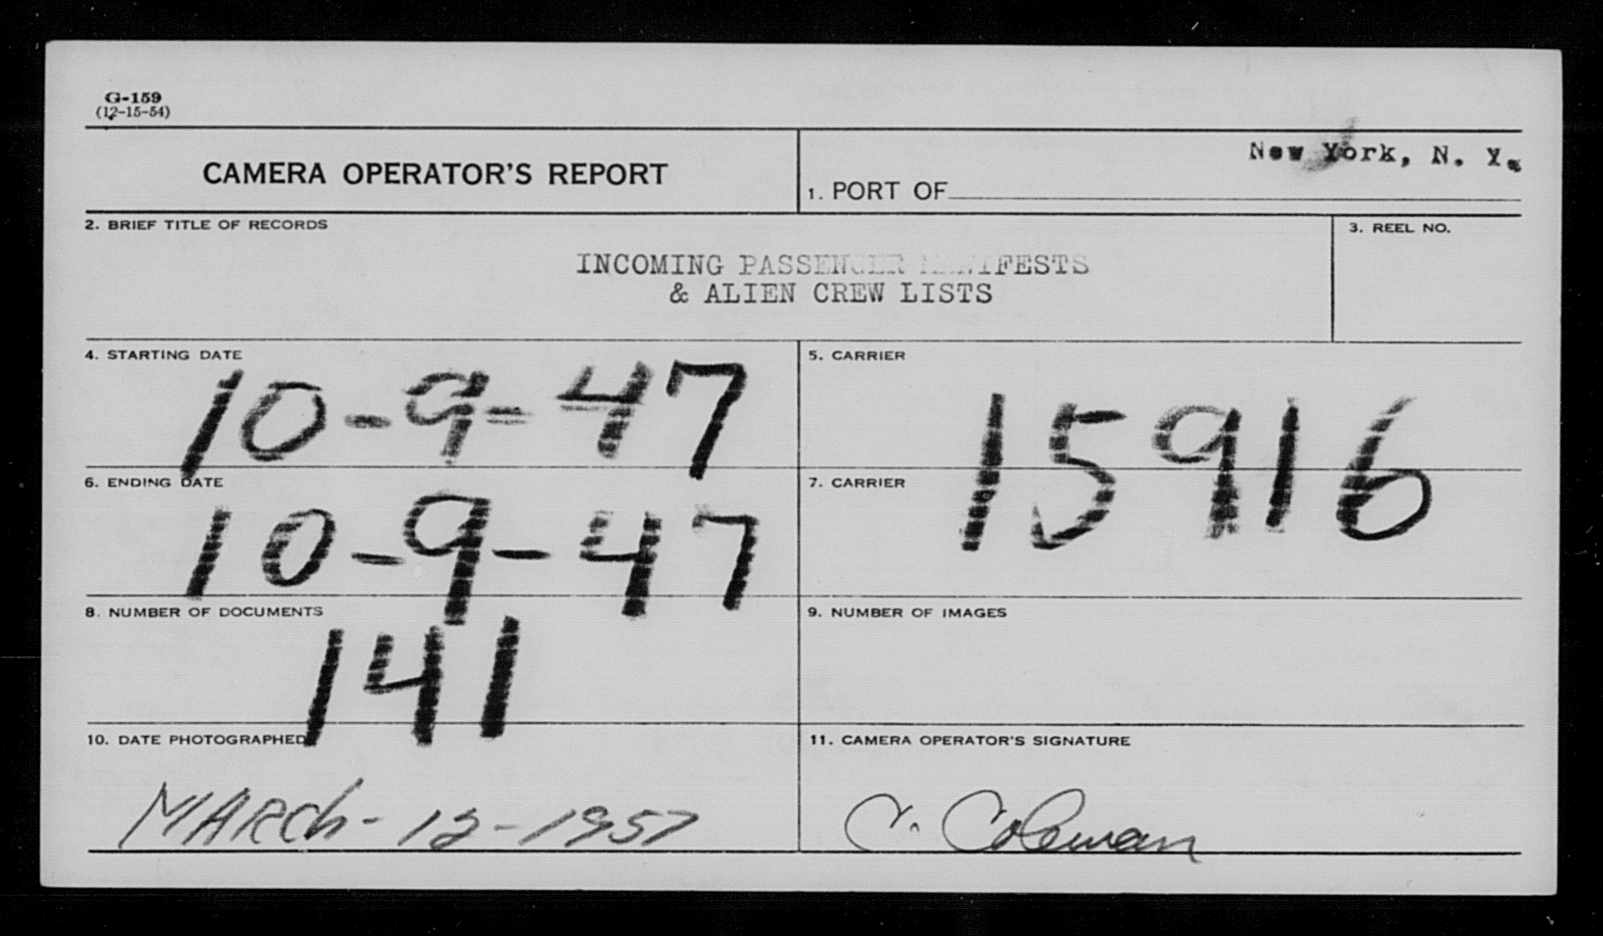 G-159
(12-15-54)
CAMERA OPERATOR'S REPORT
New York, N. Y.
1. PORT OF
2. BRIEF TITLE OF RECORDS
3. REEL NO.
INCOMING PASSENGER MANIFESTS
& ALIEN CREW LISTS
4. STARTING DATE
10-9-47
5. CARRIER
15916
6. ENDING DATE
10-9-47
7. CARRIER
8. NUMBER OF DOCUMENTS
141
9. NUMBER OF IMAGES
10. DATE PHOTOGRAPHED
MARch-12-1957
11. CAMERA OPERATOR'S SIGNATURE
C. Coleman